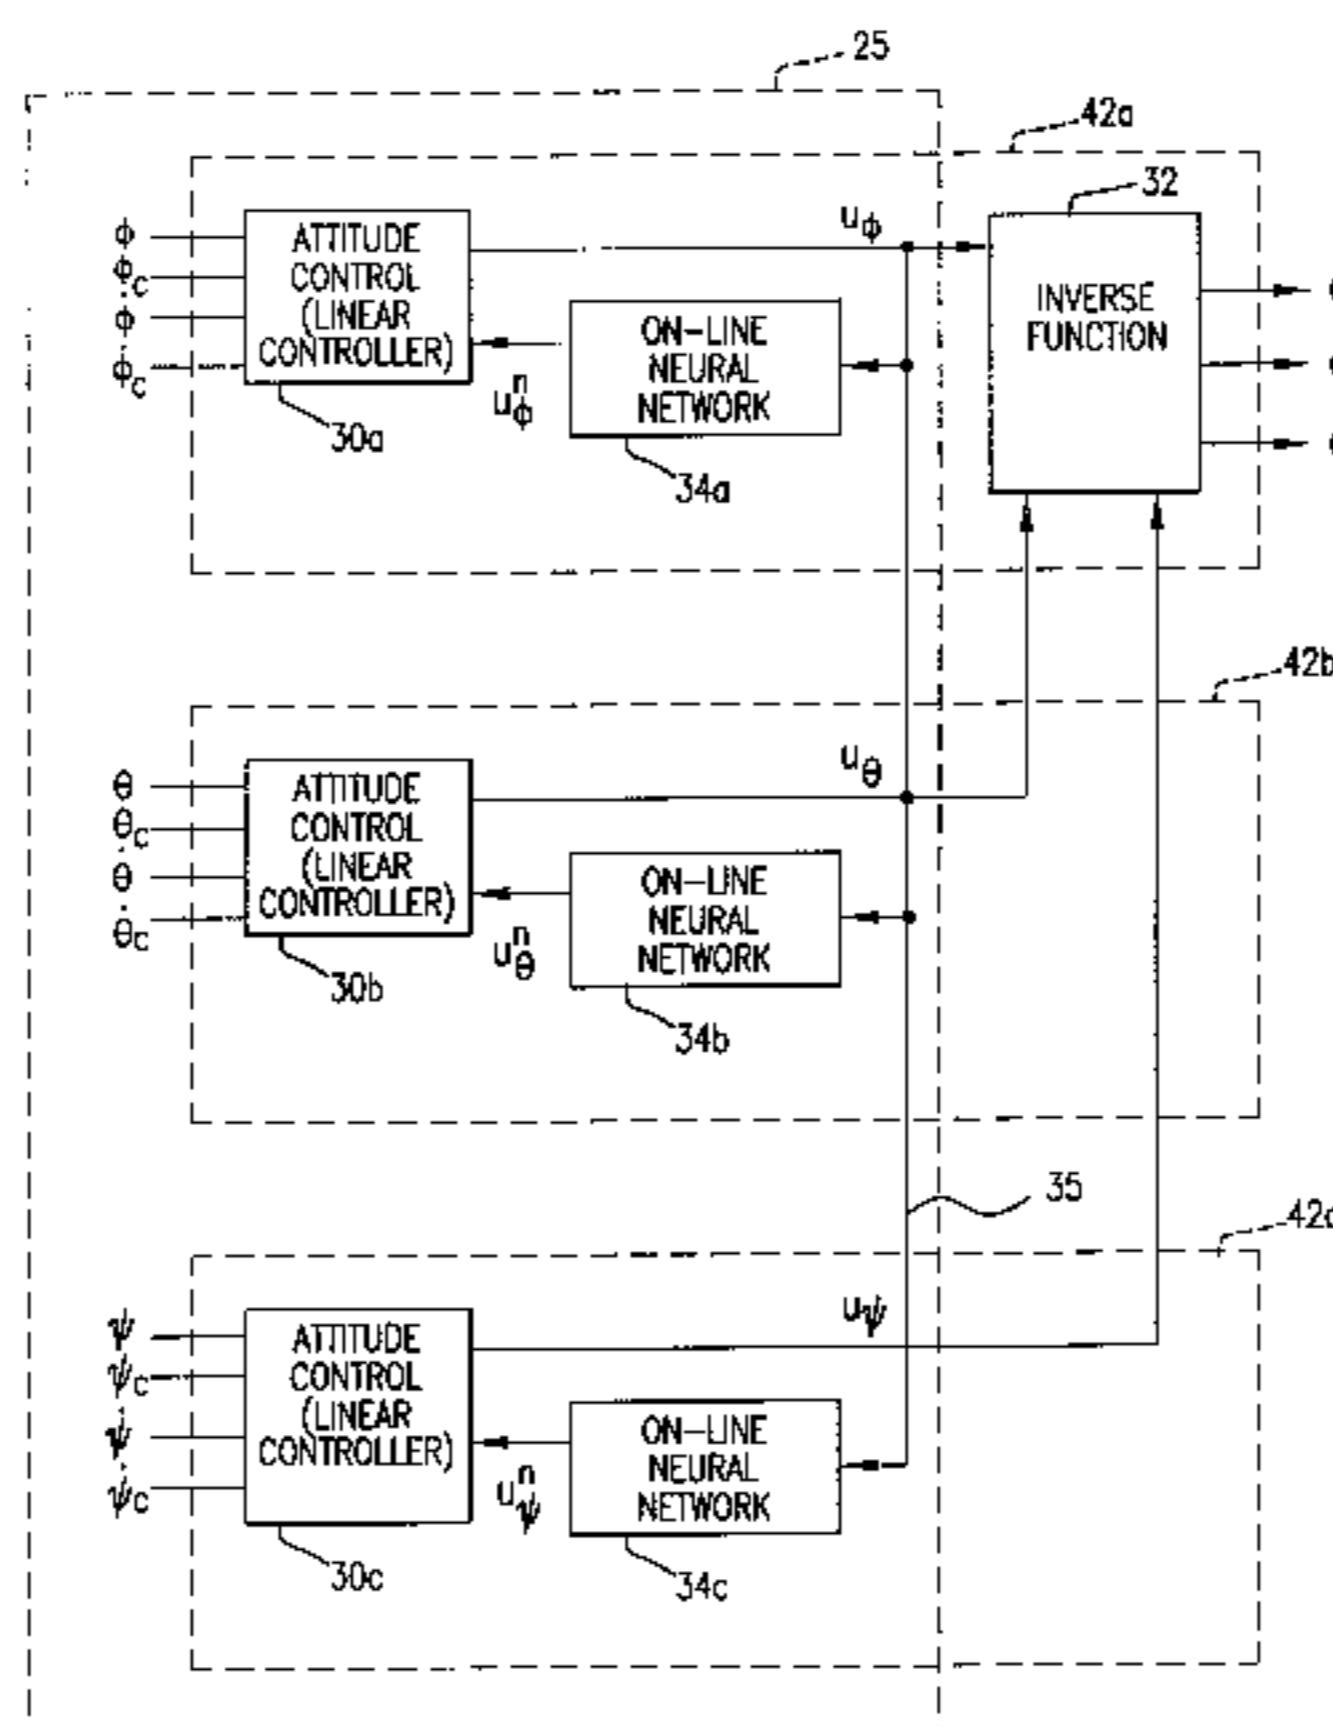 25
42a
32
ϕ
ϕc
ϕ̇
ϕ̇c
ATTITUDE
CONTROL
(LINEAR
CONTROLLER)
30a
uϕ
uⁿϕ
ON-LINE
NEURAL
NETWORK
34a
INVERSE
FUNCTION
42b
θ
θc
θ̇
θ̇c
ATTITUDE
CONTROL
(LINEAR
CONTROLLER)
30b
uθ
uⁿθ
ON-LINE
NEURAL
NETWORK
34b
35
ψ
ψc
ψ̇
ψ̇c
ATTITUDE
CONTROL
(LINEAR
CONTROLLER)
30c
uψ
uⁿψ
ON-LINE
NEURAL
NETWORK
34c